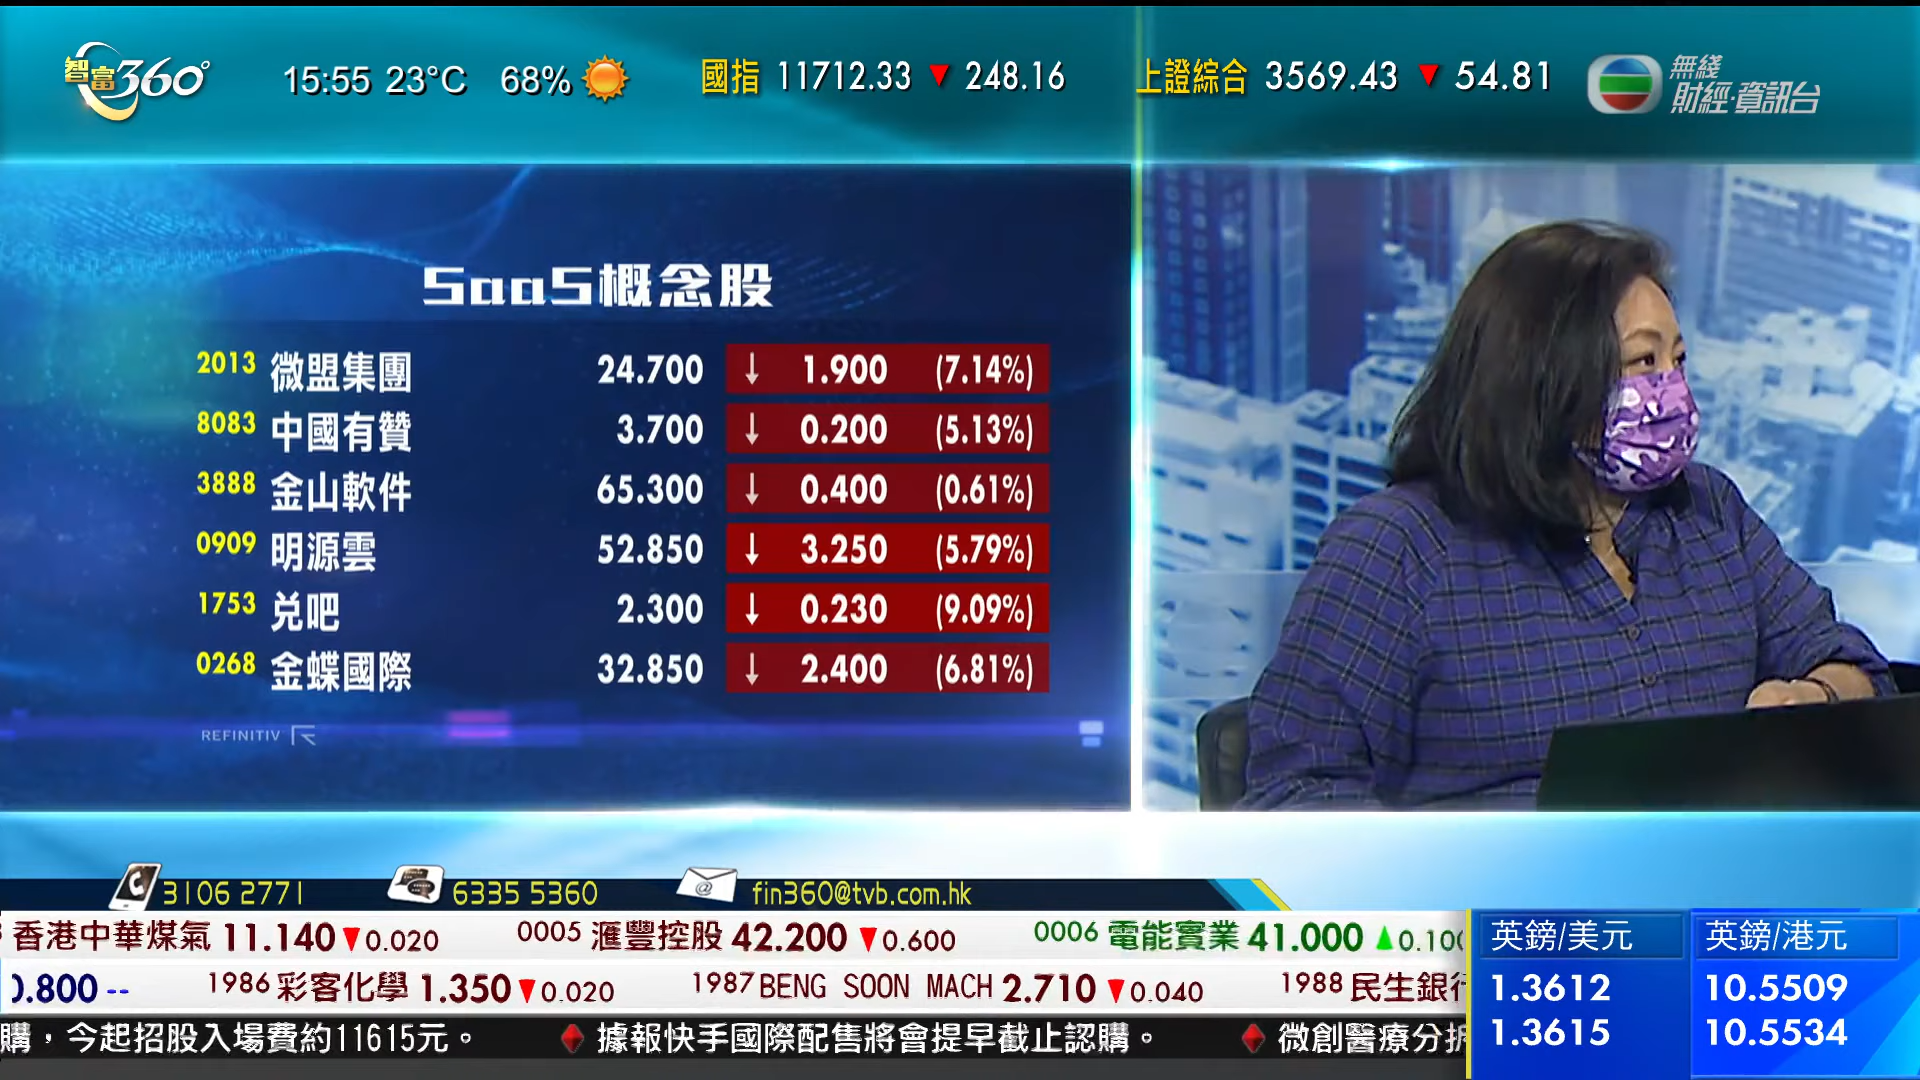 智富360°
15:55 23°C 68%
國指 11712.33 ▼ 248.16
上證綜合 3569.43 ▼ 54.81
無綫
財經·資訊台
SaaS概念股
2013 微盟集團 24.700 ↓ 1.900 (7.14%)
8083 中國有贊 3.700 ↓ 0.200 (5.13%)
3888 金山軟件 65.300 ↓ 0.400 (0.61%)
0909 明源雲 52.850 ↓ 3.250 (5.79%)
1753 兑吧 2.300 ↓ 0.230 (9.09%)
0268 金蝶國際 32.850 ↓ 2.400 (6.81%)
REFINITIV
3106 2771 6335 5360 fin360@tvb.com.hk
香港中華煤氣 11.140 ▼ 0.020 0005 滙豐控股 42.200 ▼ 0.600 0006 電能實業 41.000 ▲ 0.100
0.800 -- 1986 彩客化學 1.350 ▼ 0.020 1987 BENG SOON MACH 2.710 ▼ 0.040 1988 民生銀行
購，今起招股入場費約11615元。 ◆ 據報快手國際配售將會提早截止認購。 ◆ 微創醫療分拆
英鎊/美元
1.3612
1.3615
英鎊/港元
10.5509
10.5534